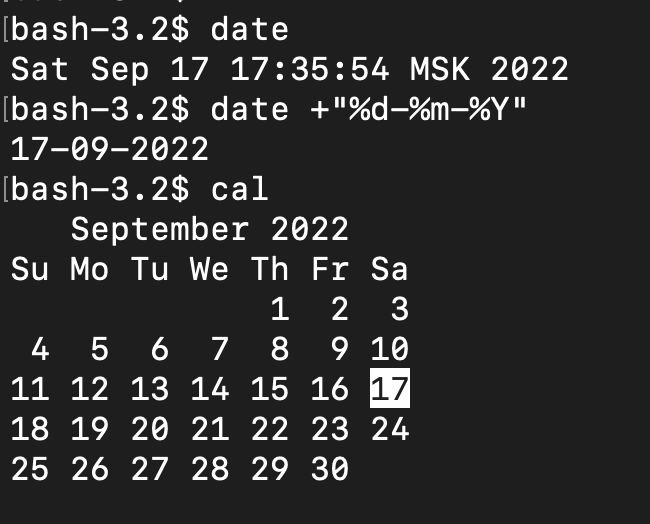 [bash-3.2$ date
Sat Sep 17 17:35:54 MSK 2022
[bash-3.2$ date +"%d-%m-%Y"
17-09-2022
[bash-3.2$ cal
   September 2022
Su Mo Tu We Th Fr Sa
             1  2  3
 4  5  6  7  8  9 10
11 12 13 14 15 16 17
18 19 20 21 22 23 24
25 26 27 28 29 30